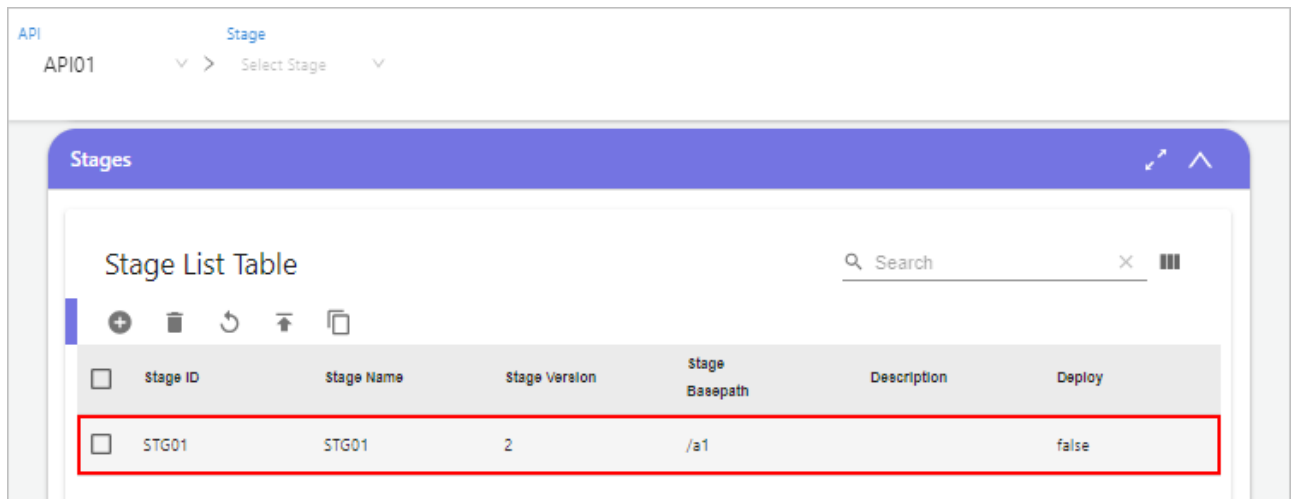 API Stage
API01 > Select Stage
Stages
Stage List Table Search
Stage ID Stage Name Stage Version Stage Basepath Description Deploy
STG01 STG01 2 /a1 false